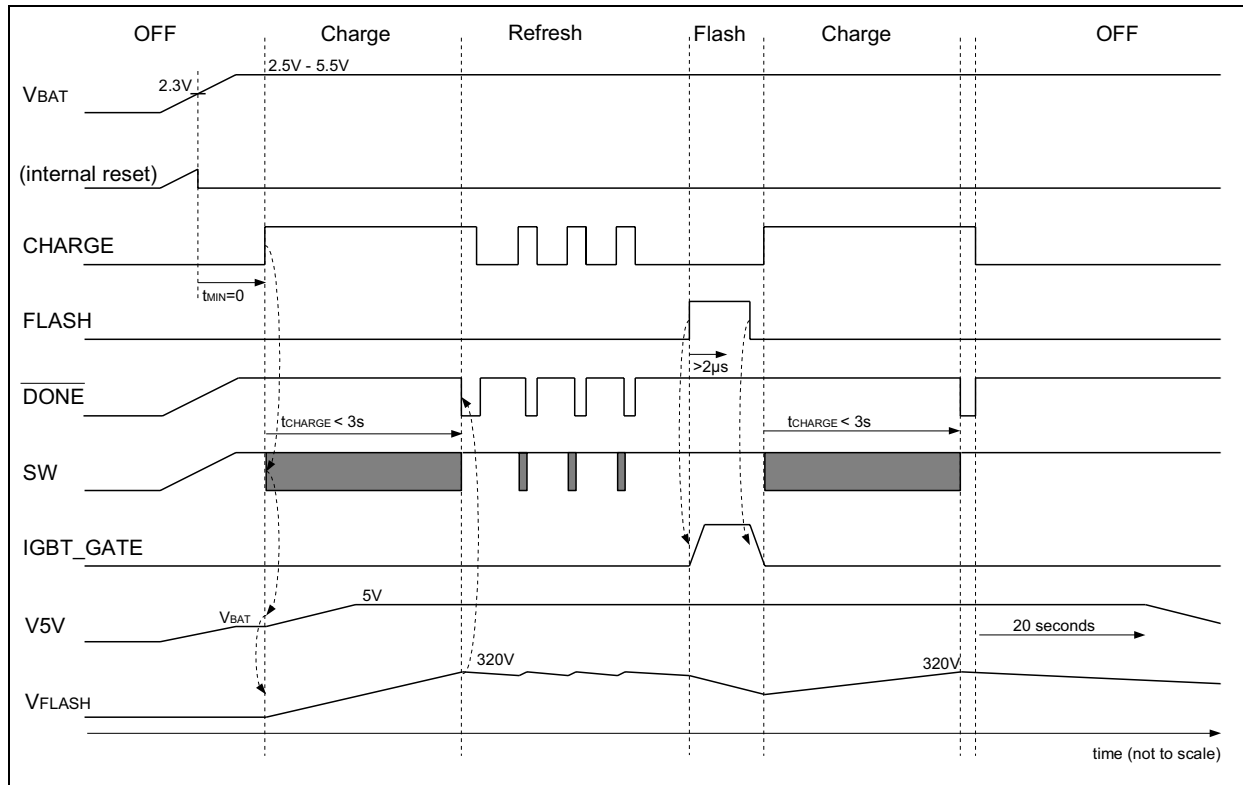 OFF Charge Refresh Flash Charge OFF
2.5V - 5.5V
2.3V
VBAT
(internal reset)
CHARGE
tMIN=0
FLASH
>2µs
DONE
tCHARGE < 3s tCHARGE < 3s
SW
IGBT_GATE
5V
VBAT
V5V
20 seconds
320V 320V
VFLASH
time (not to scale)